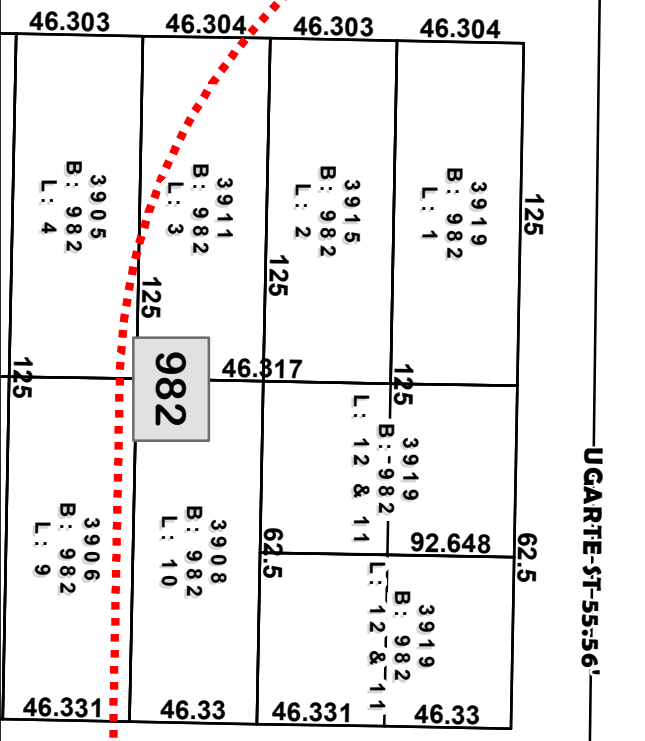 46.303
46.304
46.303
46.304
3905
B: 982
L: 4
3911
B: 982
L: 3
3915
B: 982
L: 2
3919
B: 982
L: 1
125
125
125
125
125
46.317
982
3919
B: 982
L: 12 & 11
3906
B: 982
L: 9
3908
B: 982
L: 10
62.5
92.648
62.5
3919
B: 982
L: 12 & 11
46.331
46.33
46.331
46.33
UGARTE-ST-55.56'